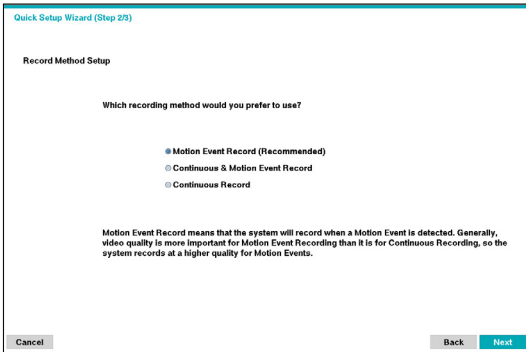 Quick Setup Wizard (Step 2/3)
Record Method Setup
Which recording method would you prefer to use?
Motion Event Record (Recommended)
Continuous & Motion Event Record
Continuous Record
Motion Event Record means that the system will record when a Motion Event is detected. Generally,
video quality is more important for Motion Event Recording than it is for Continuous Recording, so the
system records at a higher quality for Motion Events.
Cancel Back Next